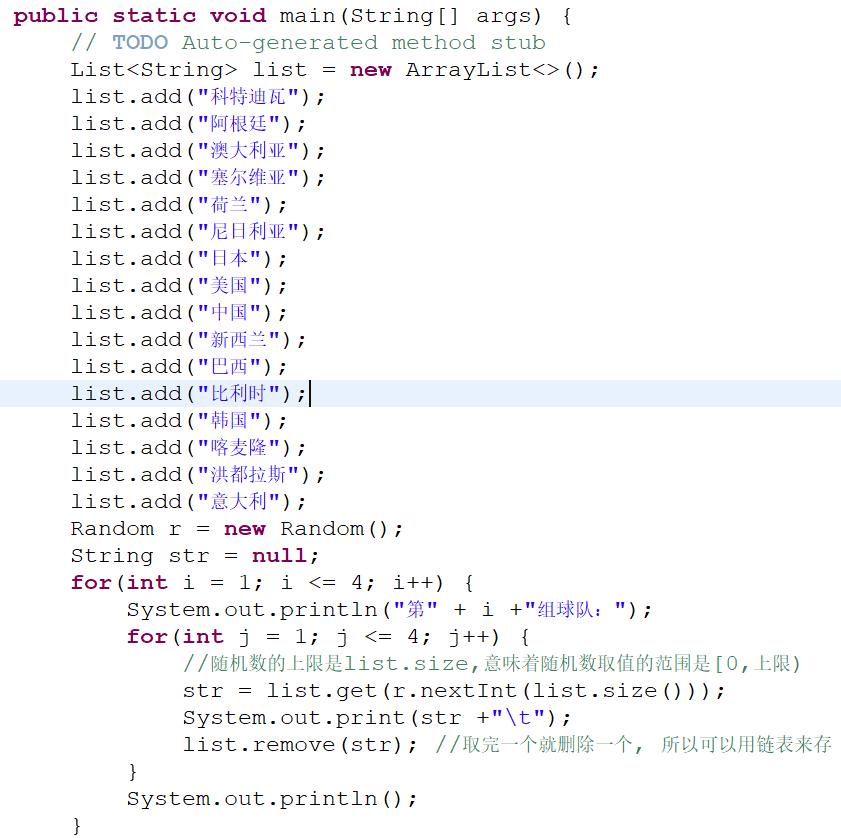 public static void main(String[] args) {
    // TODO Auto-generated method stub
    List<String> list = new ArrayList<>();
    list.add("科特迪瓦");
    list.add("阿根廷");
    list.add("澳大利亚");
    list.add("塞尔维亚");
    list.add("荷兰");
    list.add("尼日利亚");
    list.add("日本");
    list.add("美国");
    list.add("中国");
    list.add("新西兰");
    list.add("巴西");
    list.add("比利时");
    list.add("韩国");
    list.add("喀麦隆");
    list.add("洪都拉斯");
    list.add("意大利");
    Random r = new Random();
    String str = null;
    for(int i = 1; i <= 4; i++) {
        System.out.println("第" + i +"组球队：");
        for(int j = 1; j <= 4; j++) {
            //随机数的上限是list.size,意味着随机数取值的范围是[0,上限)
            str = list.get(r.nextInt(list.size()));
            System.out.print(str +"\t");
            list.remove(str); //取完一个就删除一个, 所以可以用链表来存
        }
        System.out.println();
    }